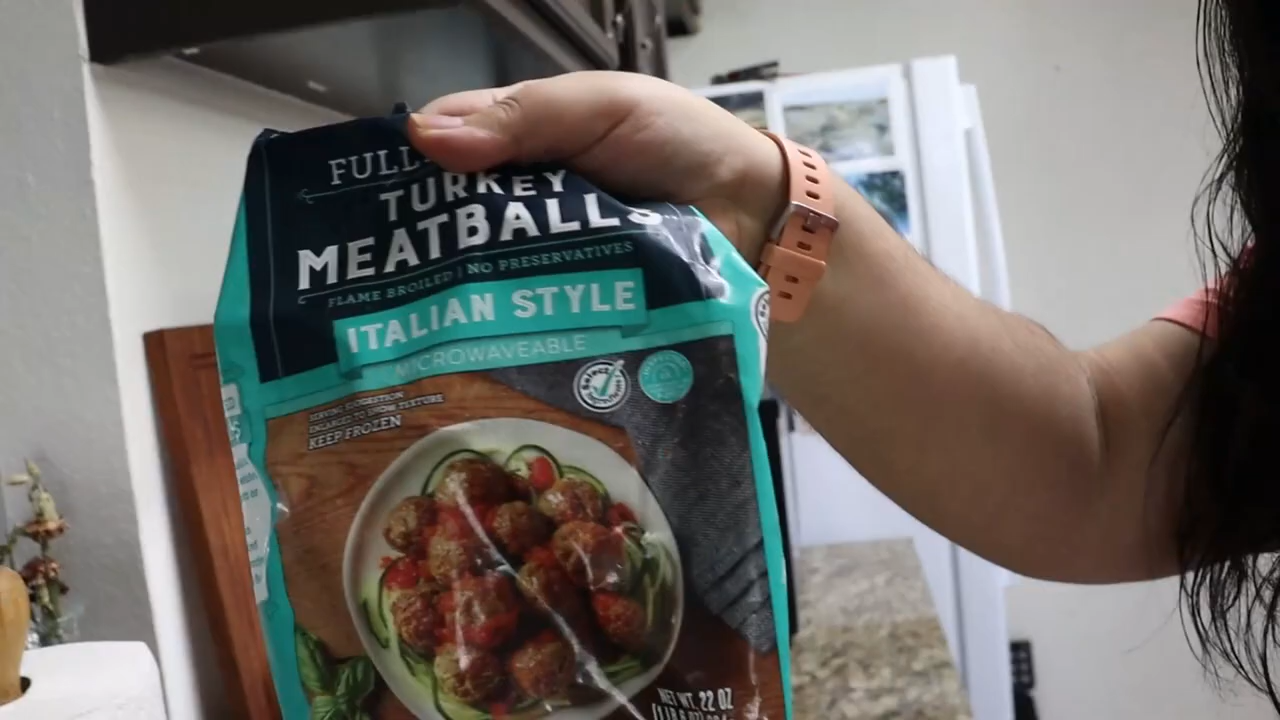 FULL
TURKEY
MEATBALLS
FLAME BROILED | NO PRESERVATIVES
ITALIAN STYLE
MICROWAVEABLE
Select
SERVING SUGGESTION
ENLARGED TO SHOW TEXTURE
KEEP FROZEN
NET WT. 22 OZ